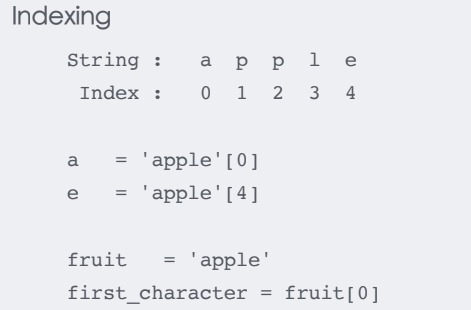 Indexing
String :   a  p  p  l  e
 Index :   0  1  2  3  4
a   = 'apple'[0]
e   = 'apple'[4]
fruit   = 'apple'
first_character = fruit[0]